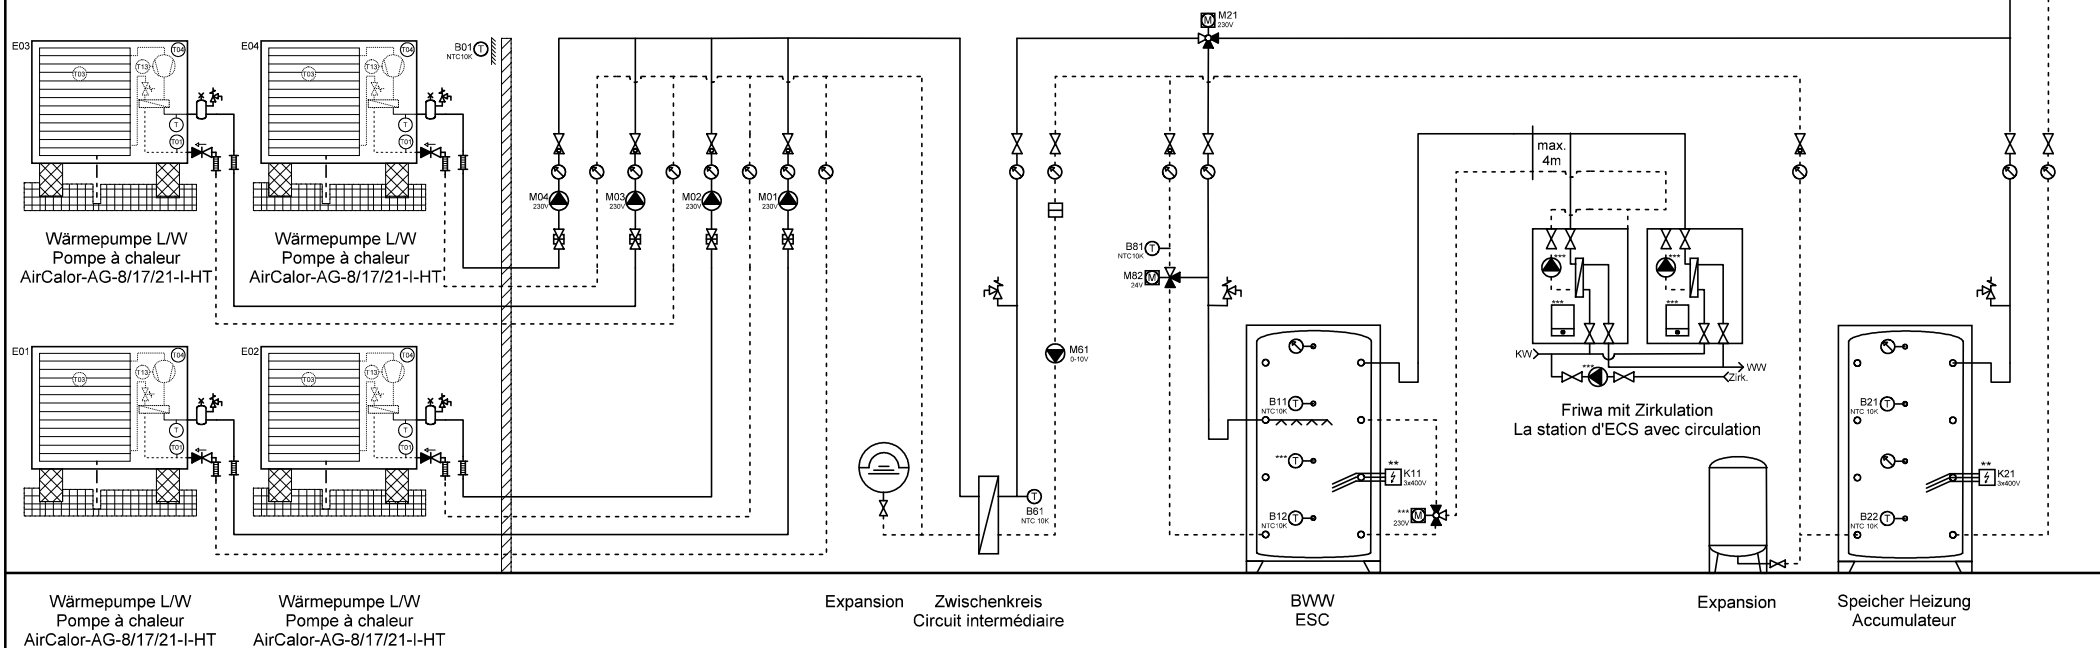 M21
230V
E03
T04
T13
T03
T
T01
E04
T04
T13
T03
T
T01
B01
T
NTC10K
M
max.
4m
M04
230V
M03
230V
M02
230V
M01
230V
Wärmepumpe L/W
Pompe à chaleur
AirCalor-AG-8/17/21-I-HT
Wärmepumpe L/W
Pompe à chaleur
AirCalor-AG-8/17/21-I-HT
B81
T
NTC10K
M82
M
24V
***
***
***
***
E01
T04
T13
T03
T
T01
E02
T04
T13
T03
T
T01
M61
0-10V
KW
WW
***
Zirk.
Friwa mit Zirkulation
La station d'ECS avec circulation
B11
T
NTC10K
*** T
**
K11
3x400V
B12
T
NTC10K
***
M
230V
B21
T
NTC 10K
**
K21
3x400V
B22
T
NTC 10K
T
B61
NTC 10K
Wärmepumpe L/W
Pompe à chaleur
AirCalor-AG-8/17/21-I-HT
Wärmepumpe L/W
Pompe à chaleur
AirCalor-AG-8/17/21-I-HT
Expansion
Zwischenkreis
Circuit intermédiaire
BWW
ESC
Expansion
Speicher Heizung
Accumulateur